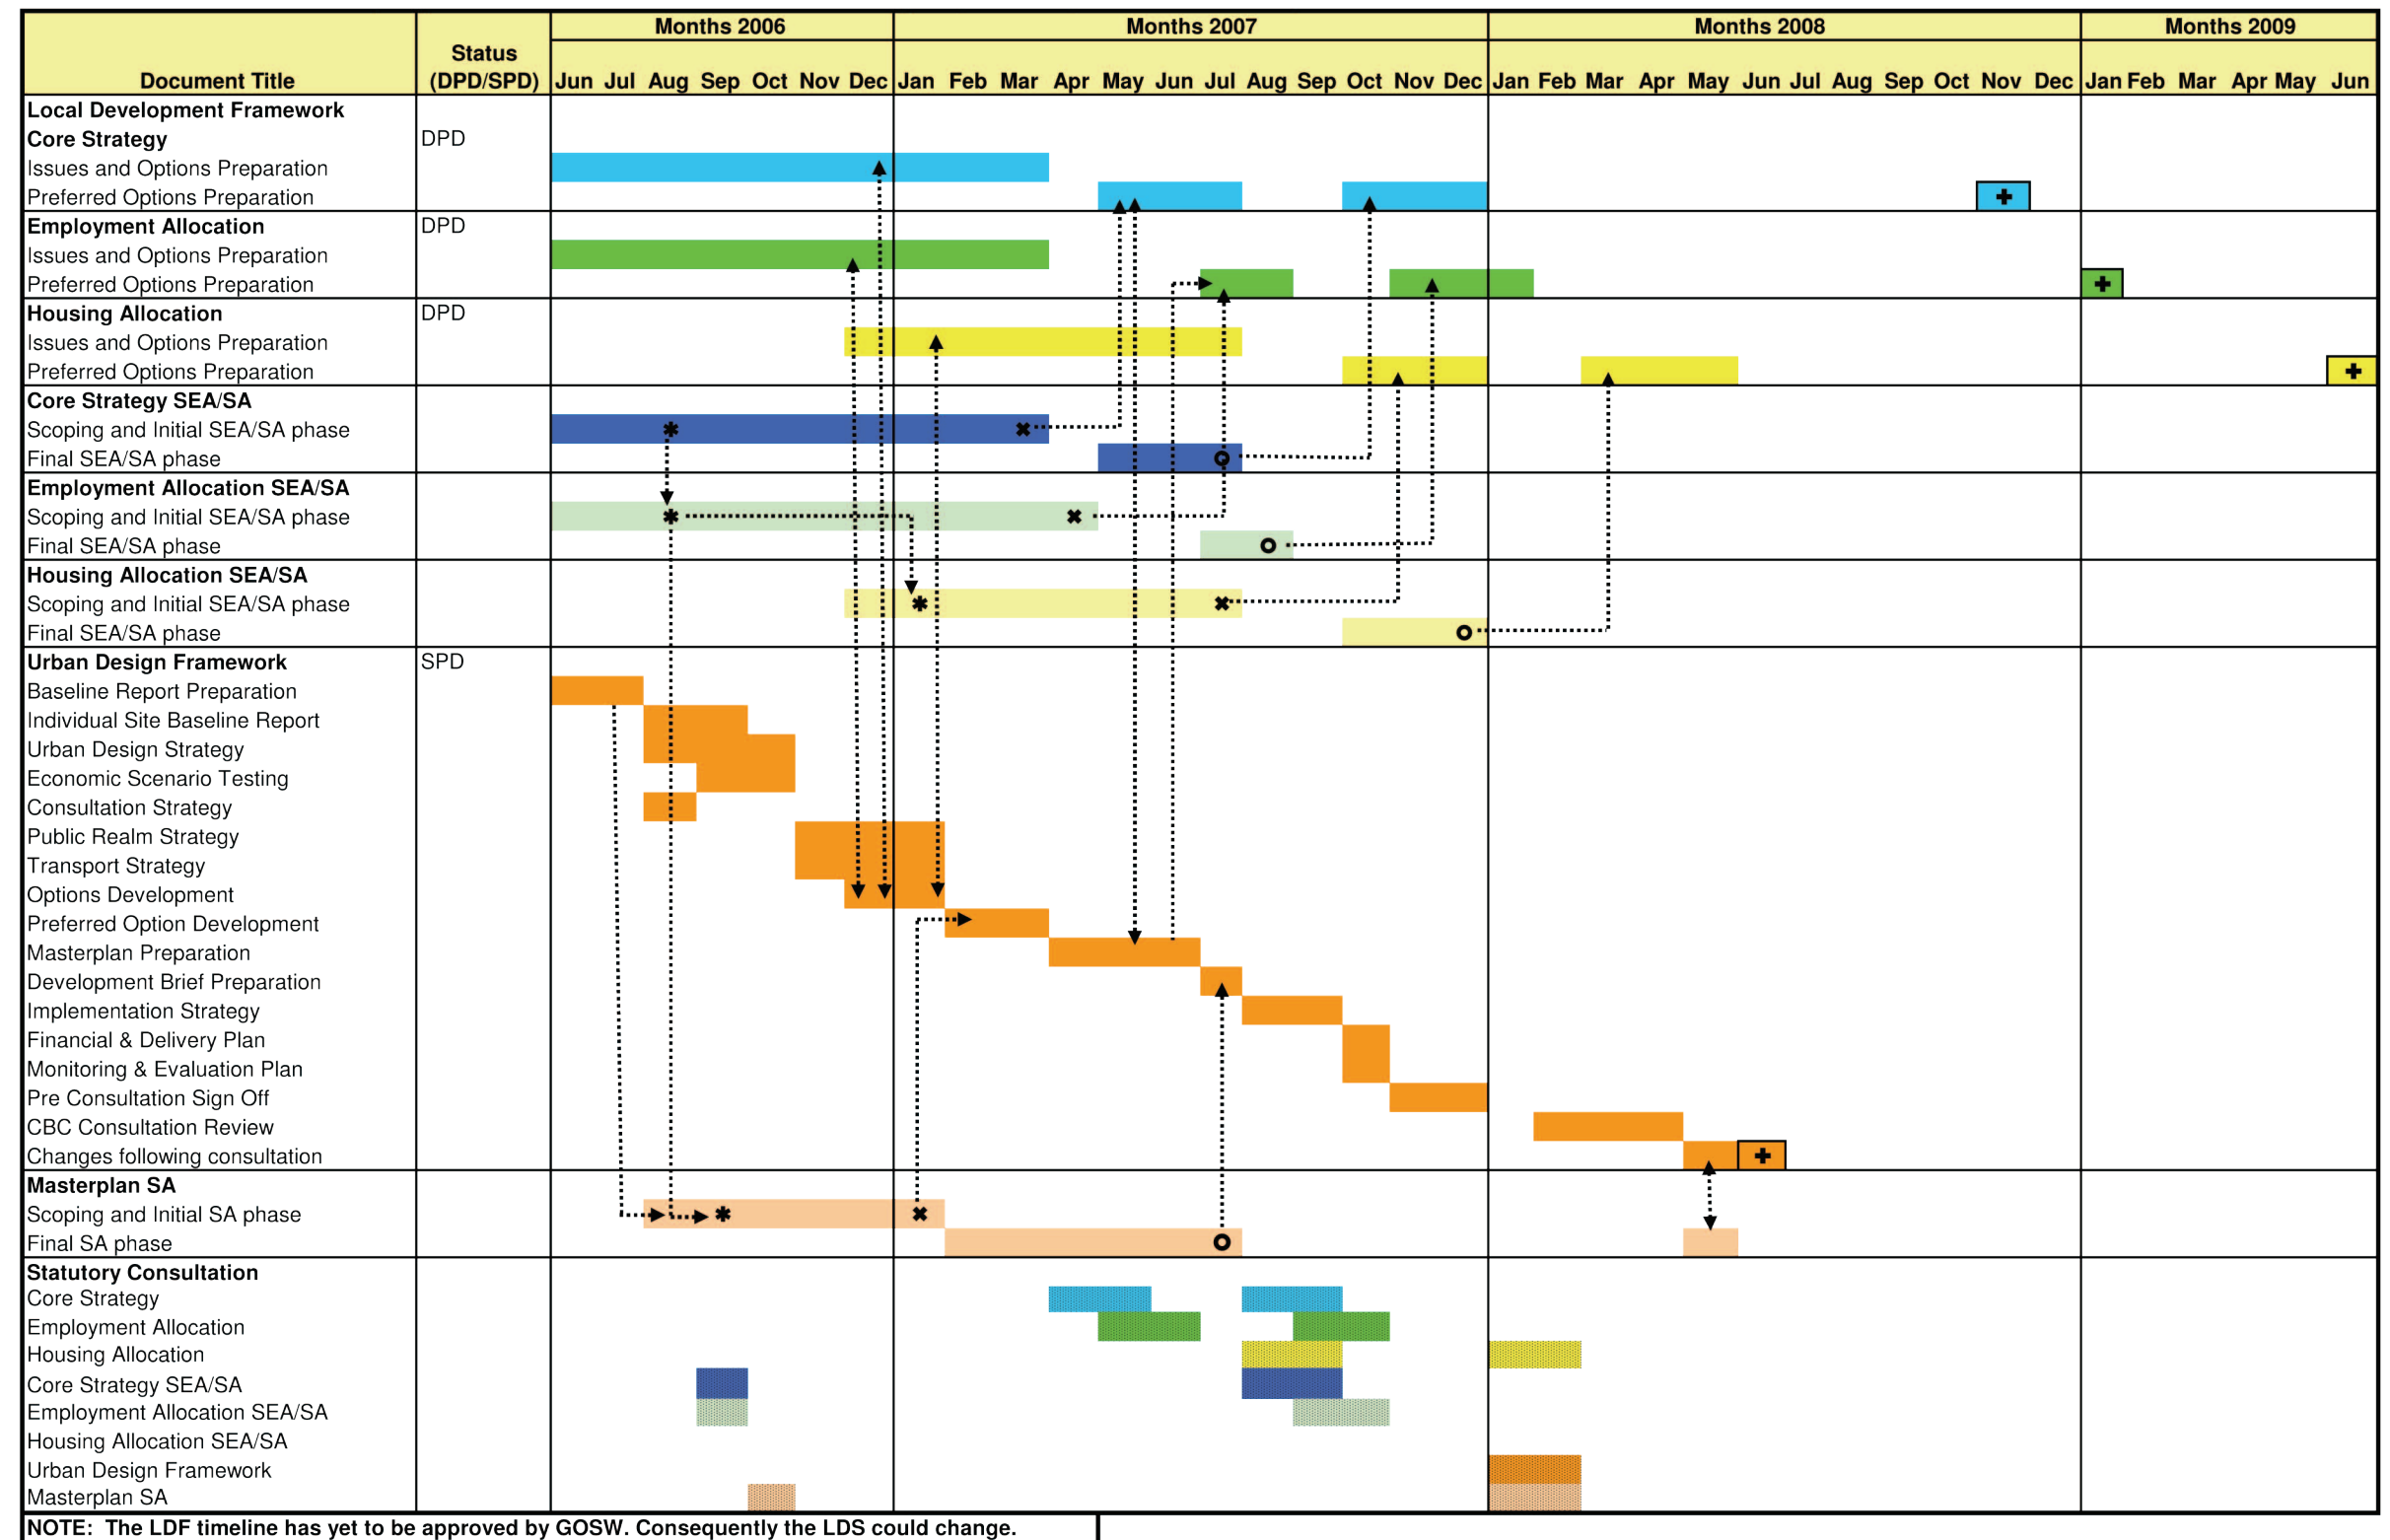 Months 2006 Months 2007 Months 2008 Months 2009
Status
Document Title (DPD/SPD) Jun Jul Aug Sep Oct Nov Dec Jan Feb Mar Apr May Jun Jul Aug Sep Oct Nov Dec Jan Feb Mar Apr May Jun Jul Aug Sep Oct Nov Dec Jan Feb Mar Apr May Jun
Local Development Framework
Core Strategy DPD
Issues and Options Preparation
Preferred Options Preparation
Employment Allocation DPD
Issues and Options Preparation
Preferred Options Preparation
Housing Allocation DPD
Issues and Options Preparation
Preferred Options Preparation
Core Strategy SEA/SA
Scoping and Initial SEA/SA phase
Final SEA/SA phase
Employment Allocation SEA/SA
Scoping and Initial SEA/SA phase
Final SEA/SA phase
Housing Allocation SEA/SA
Scoping and Initial SEA/SA phase
Final SEA/SA phase
Urban Design Framework SPD
Baseline Report Preparation
Individual Site Baseline Report
Urban Design Strategy
Economic Scenario Testing
Consultation Strategy
Public Realm Strategy
Transport Strategy
Options Development
Preferred Option Development
Masterplan Preparation
Development Brief Preparation
Implementation Strategy
Financial & Delivery Plan
Monitoring & Evaluation Plan
Pre Consultation Sign Off
CBC Consultation Review
Changes following consultation
Masterplan SA
Scoping and Initial SA phase
Final SA phase
Statutory Consultation
Core Strategy
Employment Allocation
Housing Allocation
Core Strategy SEA/SA
Employment Allocation SEA/SA
Housing Allocation SEA/SA
Urban Design Framework
Masterplan SA
NOTE: The LDF timeline has yet to be approved by GOSW. Consequently the LDS could change.